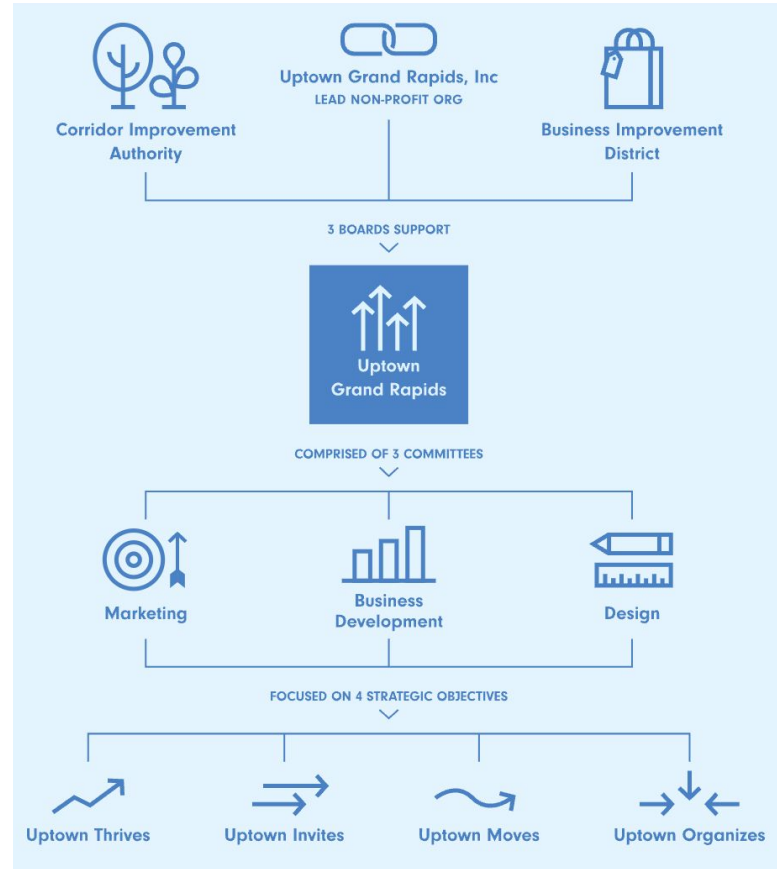 Uptown Grand Rapids, Inc
LEAD NON-PROFIT ORG
Corridor Improvement
Authority
Business Improvement
District
3 BOARDS SUPPORT
Uptown
Grand Rapids
COMPRISED OF 3 COMMITTEES
Marketing
Business
Development
Design
FOCUSED ON 4 STRATEGIC OBJECTIVES
Uptown Thrives
Uptown Invites
Uptown Moves
Uptown Organizes